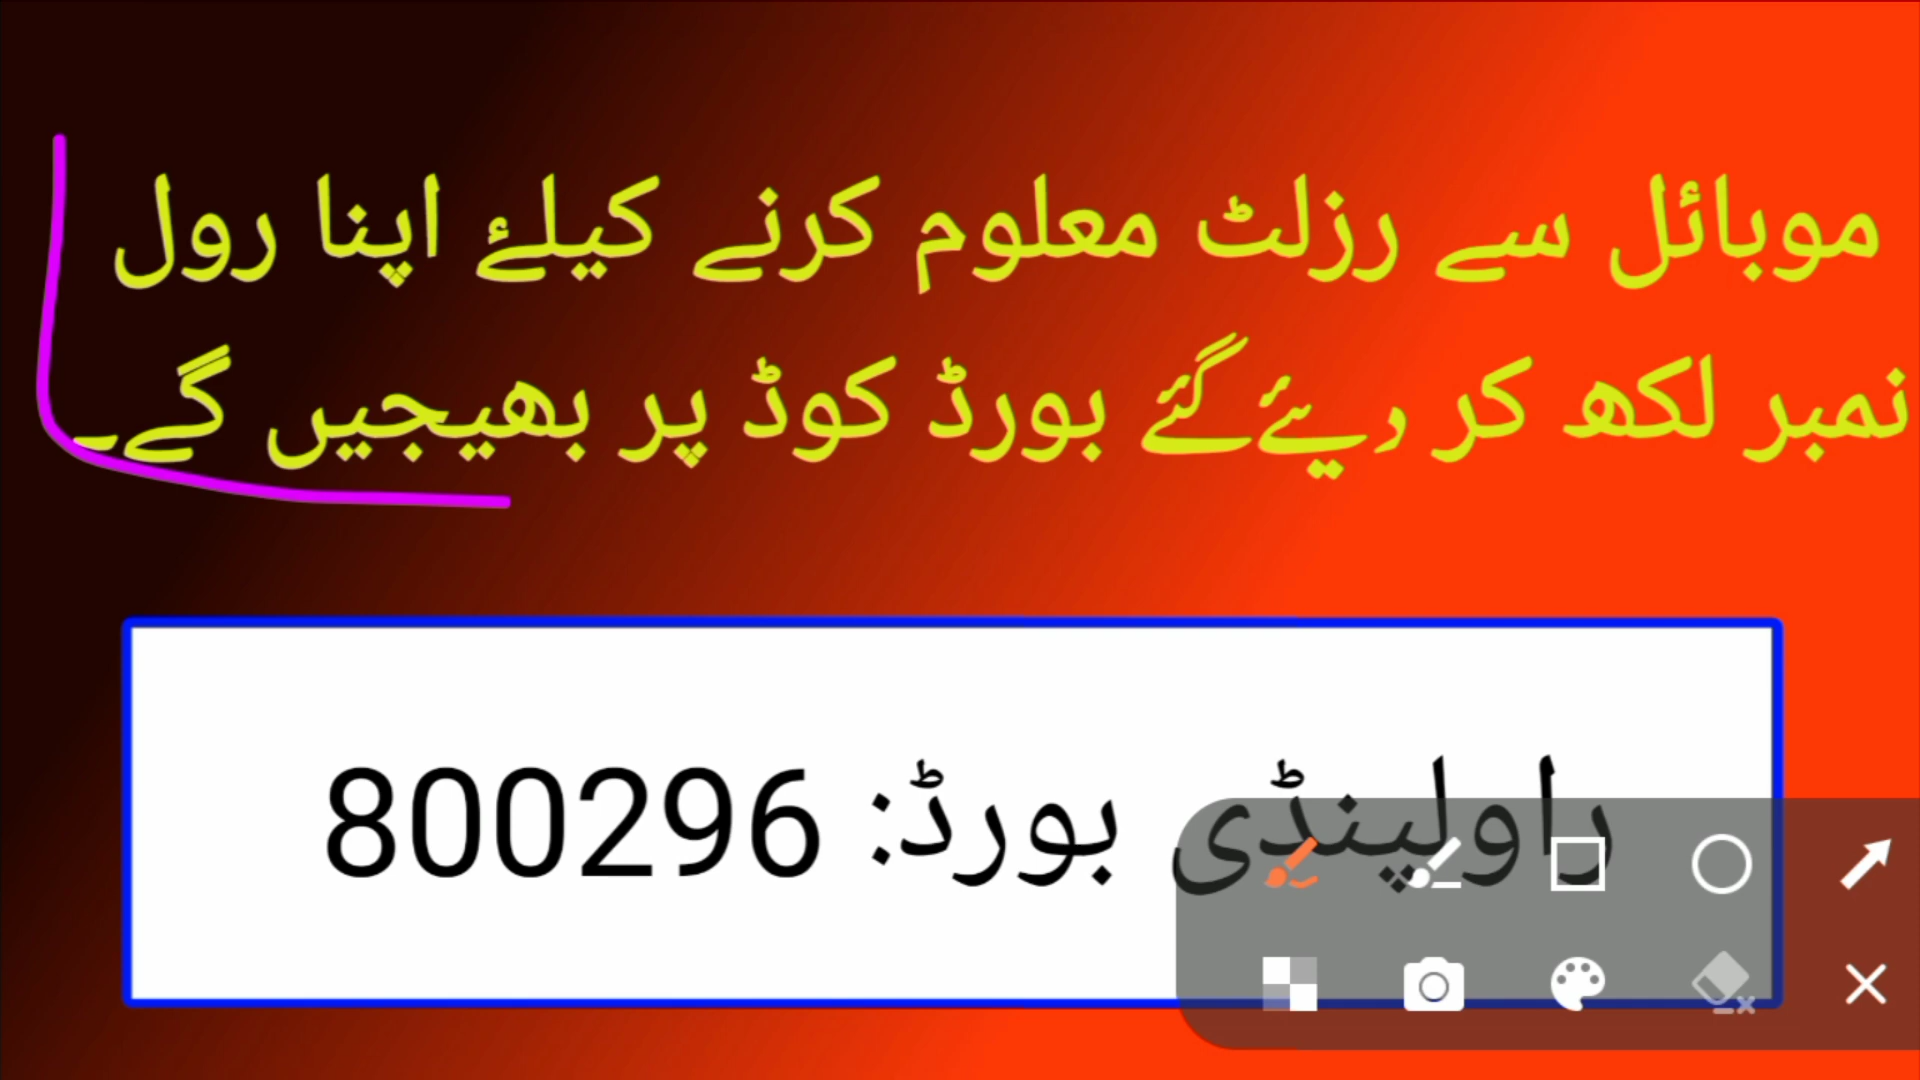 موبائل سے رزلٹ معلوم کرنے کیلئے اپنا رول
نمبر لکھ کر دیئے گئے بورڈ کوڈ پر بھیجیں گے۔
راولپنڈی بورڈ: 800296